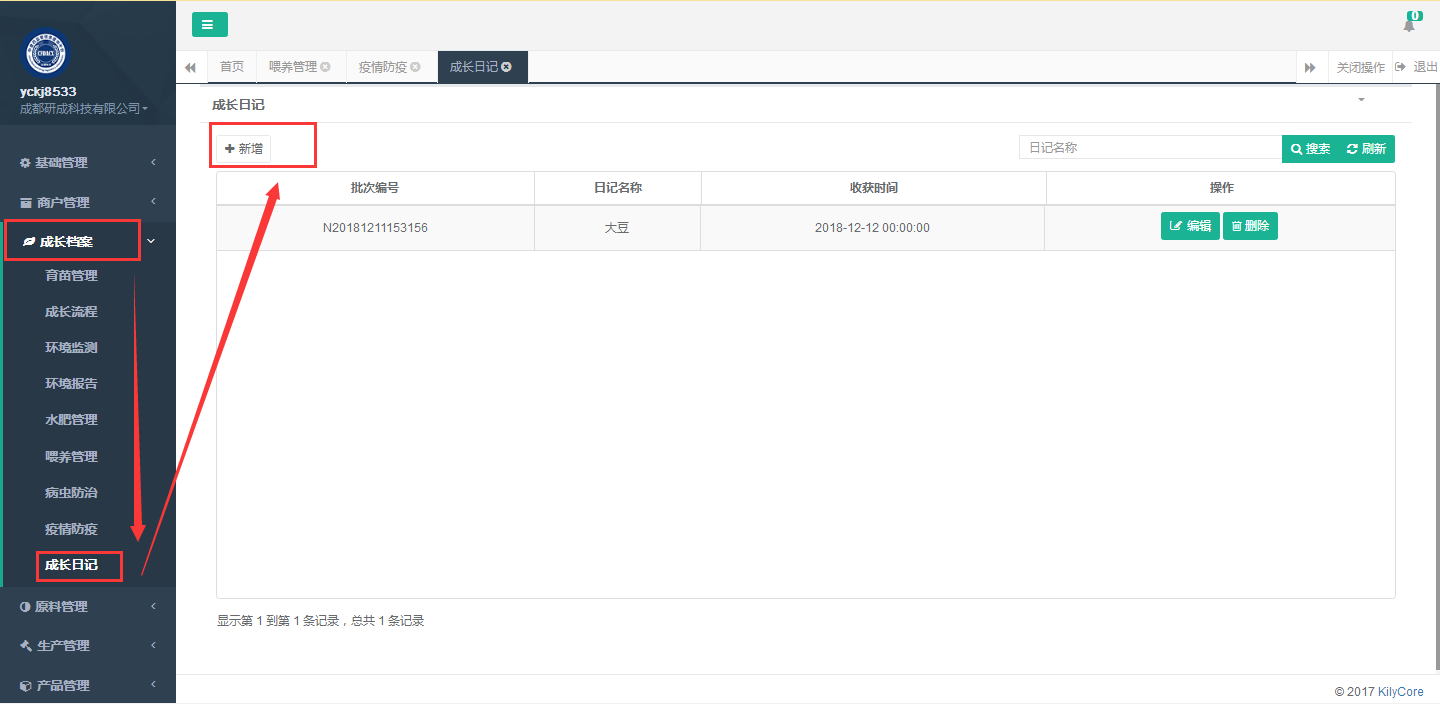 CFDACX
yckj8533
成都研成科技有限公司
基础管理
商户管理
成长档案
育苗管理
成长流程
环境监测
环境报告
水肥管理
喂养管理
病虫防治
疫情防疫
成长日记
原料管理
生产管理
产品管理
0
首页
喂养管理
疫情防疫
成长日记
关闭操作
退出
成长日记
新增
日记名称
搜索
刷新
批次编号 日记名称 收获时间 操作
N20181211153156 大豆 2018-12-12 00:00:00 编辑 删除
显示第 1 到第 1 条记录，总共 1 条记录
© 2017 KilyCore